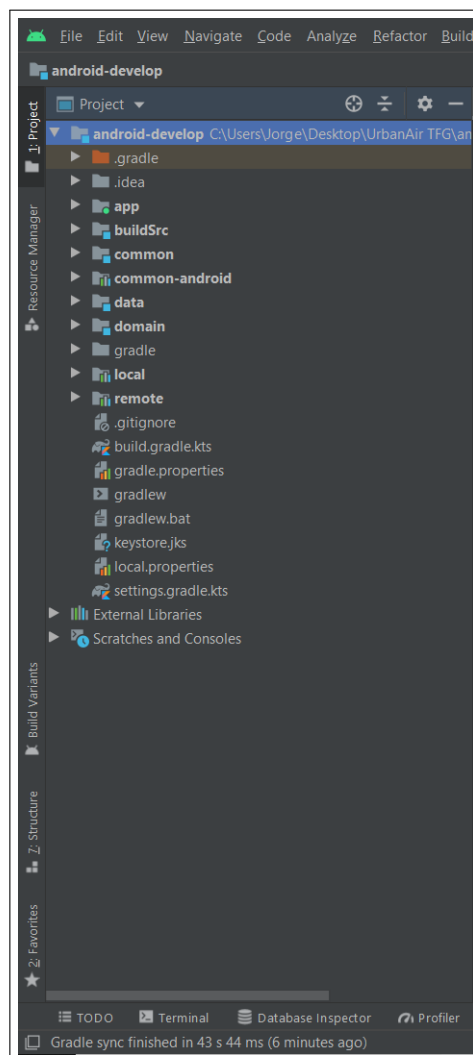 File Edit View Navigate Code Analyze Refactor Build
android-develop
Project
android-develop C:\Users\Jorge\Desktop\UrbanAir TFG\an
.gradle
.idea
app
buildSrc
common
common-android
data
domain
gradle
local
remote
.gitignore
build.gradle.kts
gradle.properties
gradlew
gradlew.bat
keystore.jks
local.properties
settings.gradle.kts
External Libraries
Scratches and Consoles
1: Project
Resource Manager
Build Variants
7: Structure
2: Favorites
TODO Terminal Database Inspector Profiler
Gradle sync finished in 43 s 44 ms (6 minutes ago)